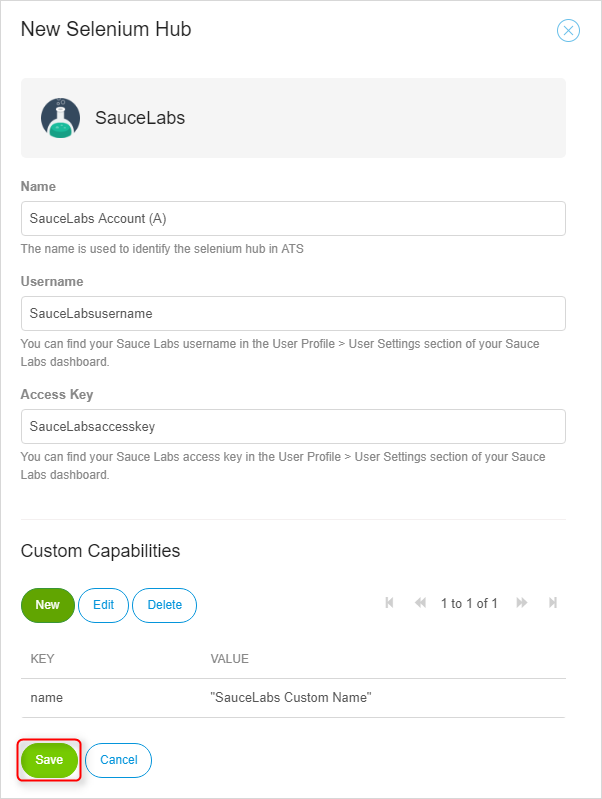 New Selenium Hub
SauceLabs
Name
SauceLabs Account (A)
The name is used to identify the selenium hub in ATS
Username
SauceLabsusername
You can find your Sauce Labs username in the User Profile > User Settings section of your Sauce
Labs dashboard.
Access Key
SauceLabsaccesskey
You can find your Sauce Labs access key in the User Profile > User Settings section of your Sauce
Labs dashboard.
Custom Capabilities
New Edit Delete 1 to 1 of 1
KEY VALUE
name "SauceLabs Custom Name"
Save Cancel